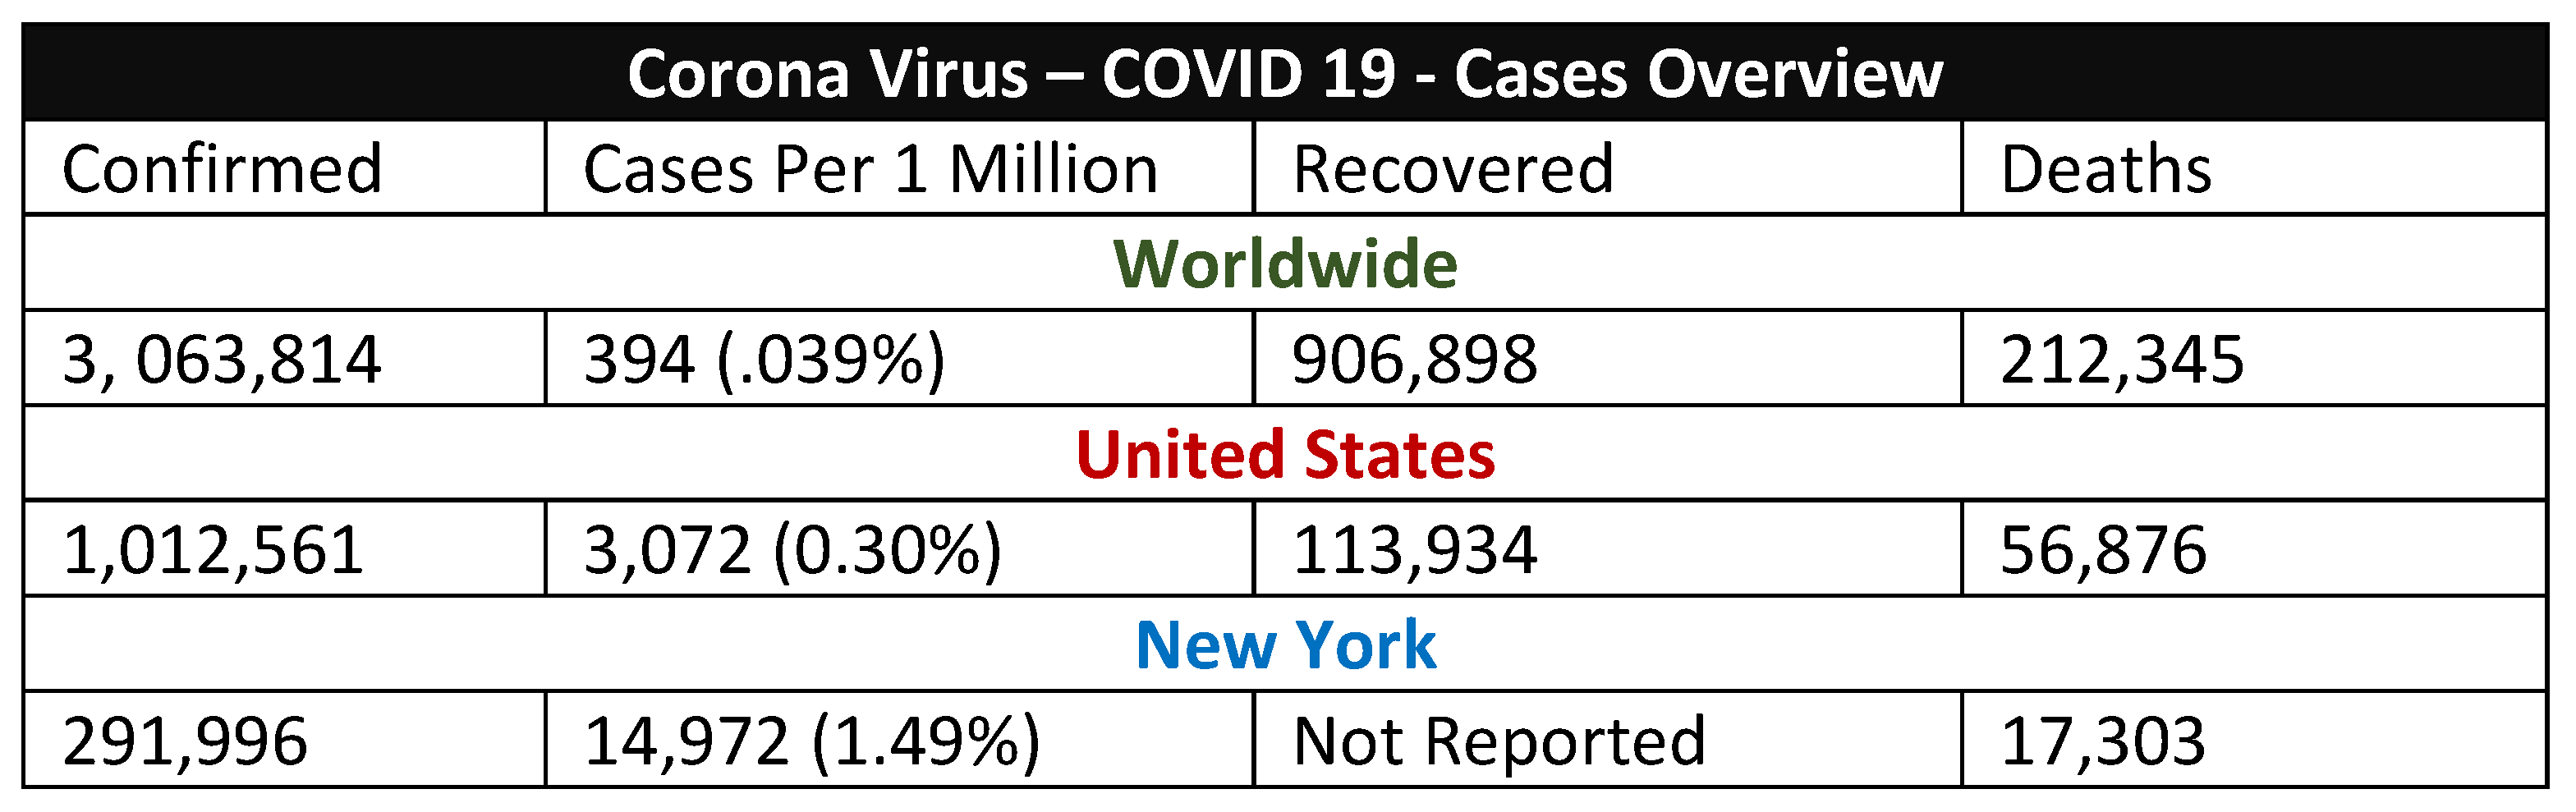 Corona Virus – COVID 19 - Cases Overview
Confirmed Cases Per 1 Million Recovered Deaths
Worldwide
3, 063,814 394 (.039%) 906,898 212,345
United States
1,012,561 3,072 (0.30%) 113,934 56,876
New York
291,996 14,972 (1.49%) Not Reported 17,303